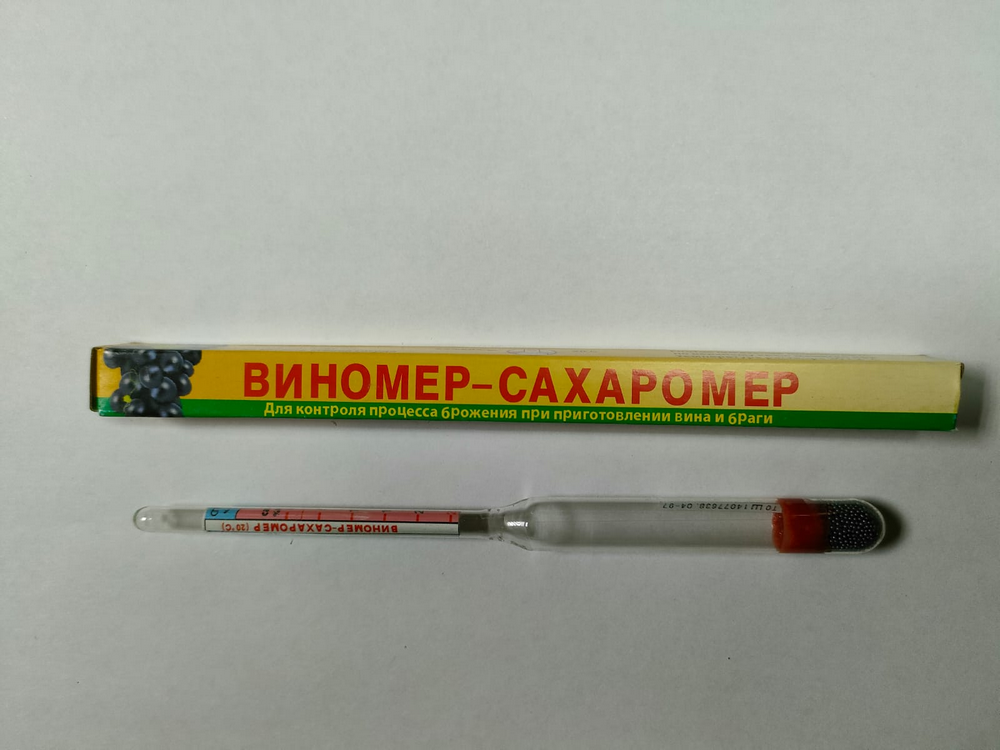 ВИНОМЕР-САХАРОМЕР
Для контроля процесса брожения при приготовлении вина и браги
ВИНОМЕР-САХАРОМЕР (20°С)